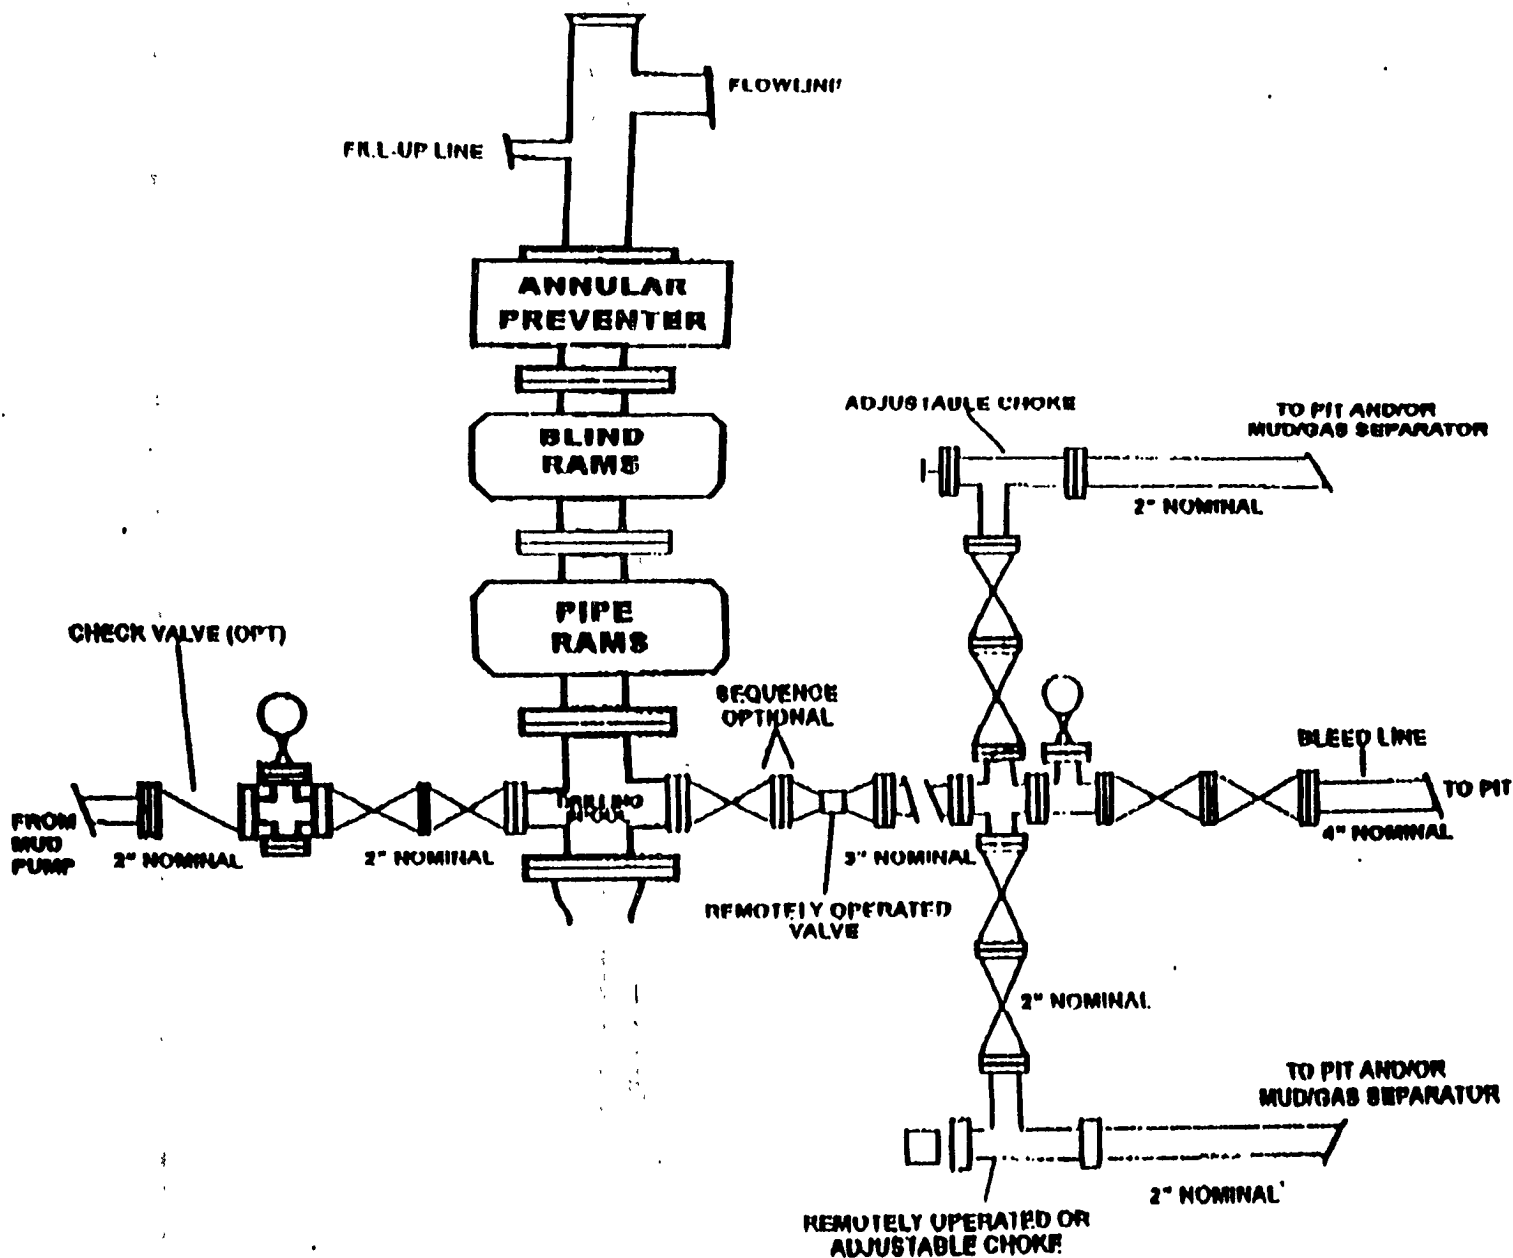 FLOWLINE
FILL-UP LINE
ANNULAR
PREVENTER
BLIND
RAMS
PIPE
RAMS
ADJUSTABLE CHOKE
TO PIT AND/OR
MUD/GAS SEPARATOR
2" NOMINAL
CHECK VALVE (OPT)
SEQUENCE
OPTIONAL
BLEED LINE
TO PIT
4" NOMINAL
FROM
MUD
PUMP
2" NOMINAL
2" NOMINAL
DRILLING
SPOOL
3" NOMINAL
REMOTELY OPERATED
VALVE
2" NOMINAL
TO PIT AND/OR
MUD/GAS SEPARATOR
2" NOMINAL
REMOTELY OPERATED OR
ADJUSTABLE CHOKE